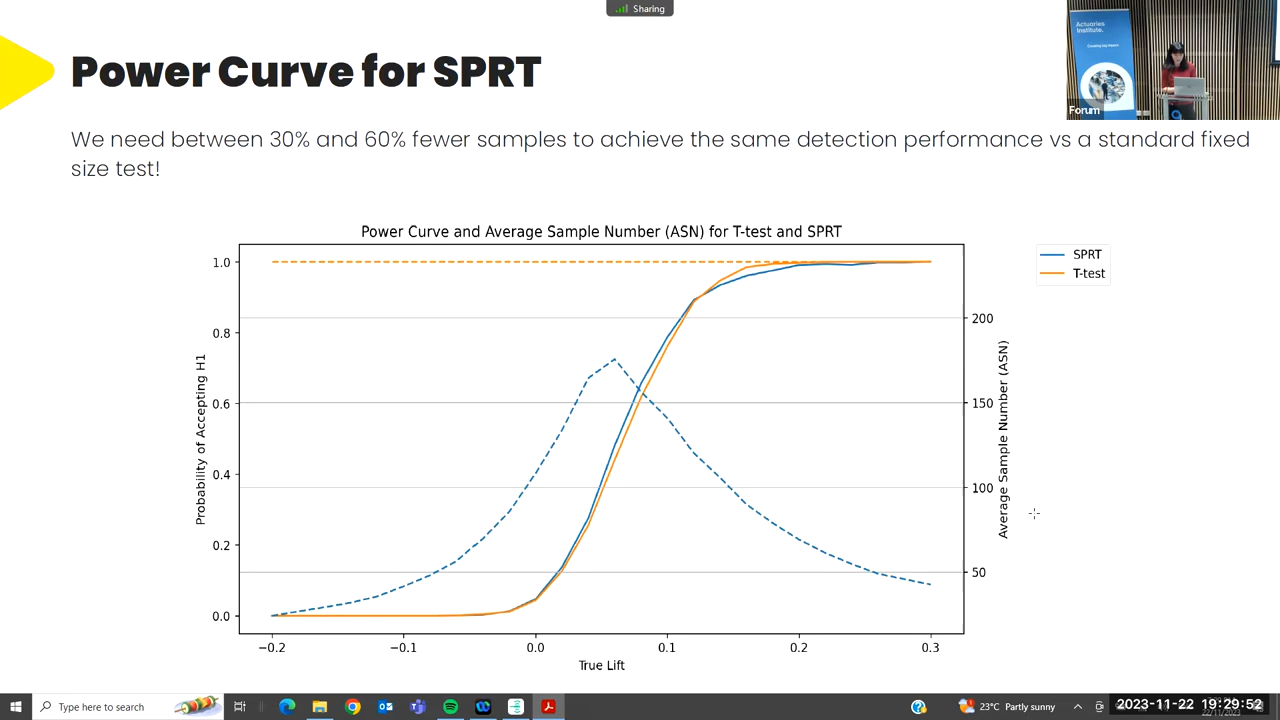 Sharing
Actuaries
Institute.
Forum
Power Curve for SPRT
We need between 30% and 60% fewer samples to achieve the same detection performance vs a standard fixed
size test!
Power Curve and Average Sample Number (ASN) for T-test and SPRT
SPRT
T-test
Probability of Accepting H1
1.0
0.8
0.6
0.4
0.2
0.0
Average Sample Number (ASN)
200
150
100
50
−0.2
−0.1
0.0
0.1
0.2
0.3
True Lift
Type here to search
23°C Partly sunny
2023-11-22 19:29:52